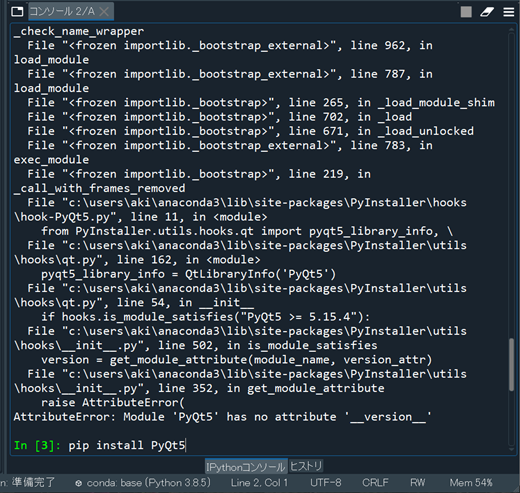 コンソール 2/A
_check_name_wrapper
File "<frozen importlib._bootstrap_external>", line 962, in
load_module
File "<frozen importlib._bootstrap_external>", line 787, in
load_module
File "<frozen importlib._bootstrap>", line 265, in _load_module_shim
File "<frozen importlib._bootstrap>", line 702, in _load
File "<frozen importlib._bootstrap>", line 671, in _load_unlocked
File "<frozen importlib._bootstrap_external>", line 783, in
exec_module
File "<frozen importlib._bootstrap>", line 219, in
_call_with_frames_removed
File "c:\users\aki\anaconda3\lib\site-packages\PyInstaller\hooks
\hook-PyQt5.py", line 11, in <module>
from PyInstaller.utils.hooks.qt import pyqt5_library_info, \
File "c:\users\aki\anaconda3\lib\site-packages\PyInstaller\utils
\hooks\qt.py", line 162, in <module>
pyqt5_library_info = QtLibraryInfo('PyQt5')
File "c:\users\aki\anaconda3\lib\site-packages\PyInstaller\utils
\hooks\qt.py", line 54, in __init__
if hooks.is_module_satisfies("PyQt5 >= 5.15.4"):
File "c:\users\aki\anaconda3\lib\site-packages\PyInstaller\utils
\hooks\__init__.py", line 502, in is_module_satisfies
version = get_module_attribute(module_name, version_attr)
File "c:\users\aki\anaconda3\lib\site-packages\PyInstaller\utils
\hooks\__init__.py", line 352, in get_module_attribute
raise AttributeError(
AttributeError: Module 'PyQt5' has no attribute '__version__'
In [3]: pip install PyQt5
IPythonコンソール ヒストリ
n: 準備完了 conda: base (Python 3.8.5) Line 2, Col 1 UTF-8 CRLF RW Mem 54%